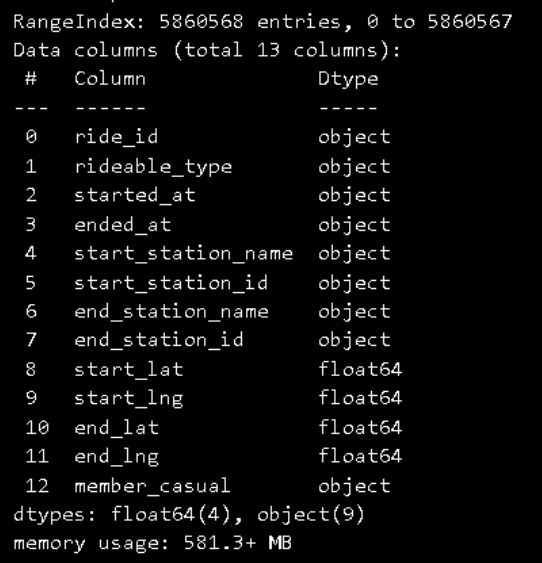 RangeIndex: 5860568 entries, 0 to 5860567
Data columns (total 13 columns):
 #   Column              Dtype
---  ------              -----
 0   ride_id             object
 1   rideable_type       object
 2   started_at          object
 3   ended_at            object
 4   start_station_name  object
 5   start_station_id    object
 6   end_station_name    object
 7   end_station_id      object
 8   start_lat           float64
 9   start_lng           float64
 10  end_lat             float64
 11  end_lng             float64
 12  member_casual       object
dtypes: float64(4), object(9)
memory usage: 581.3+ MB